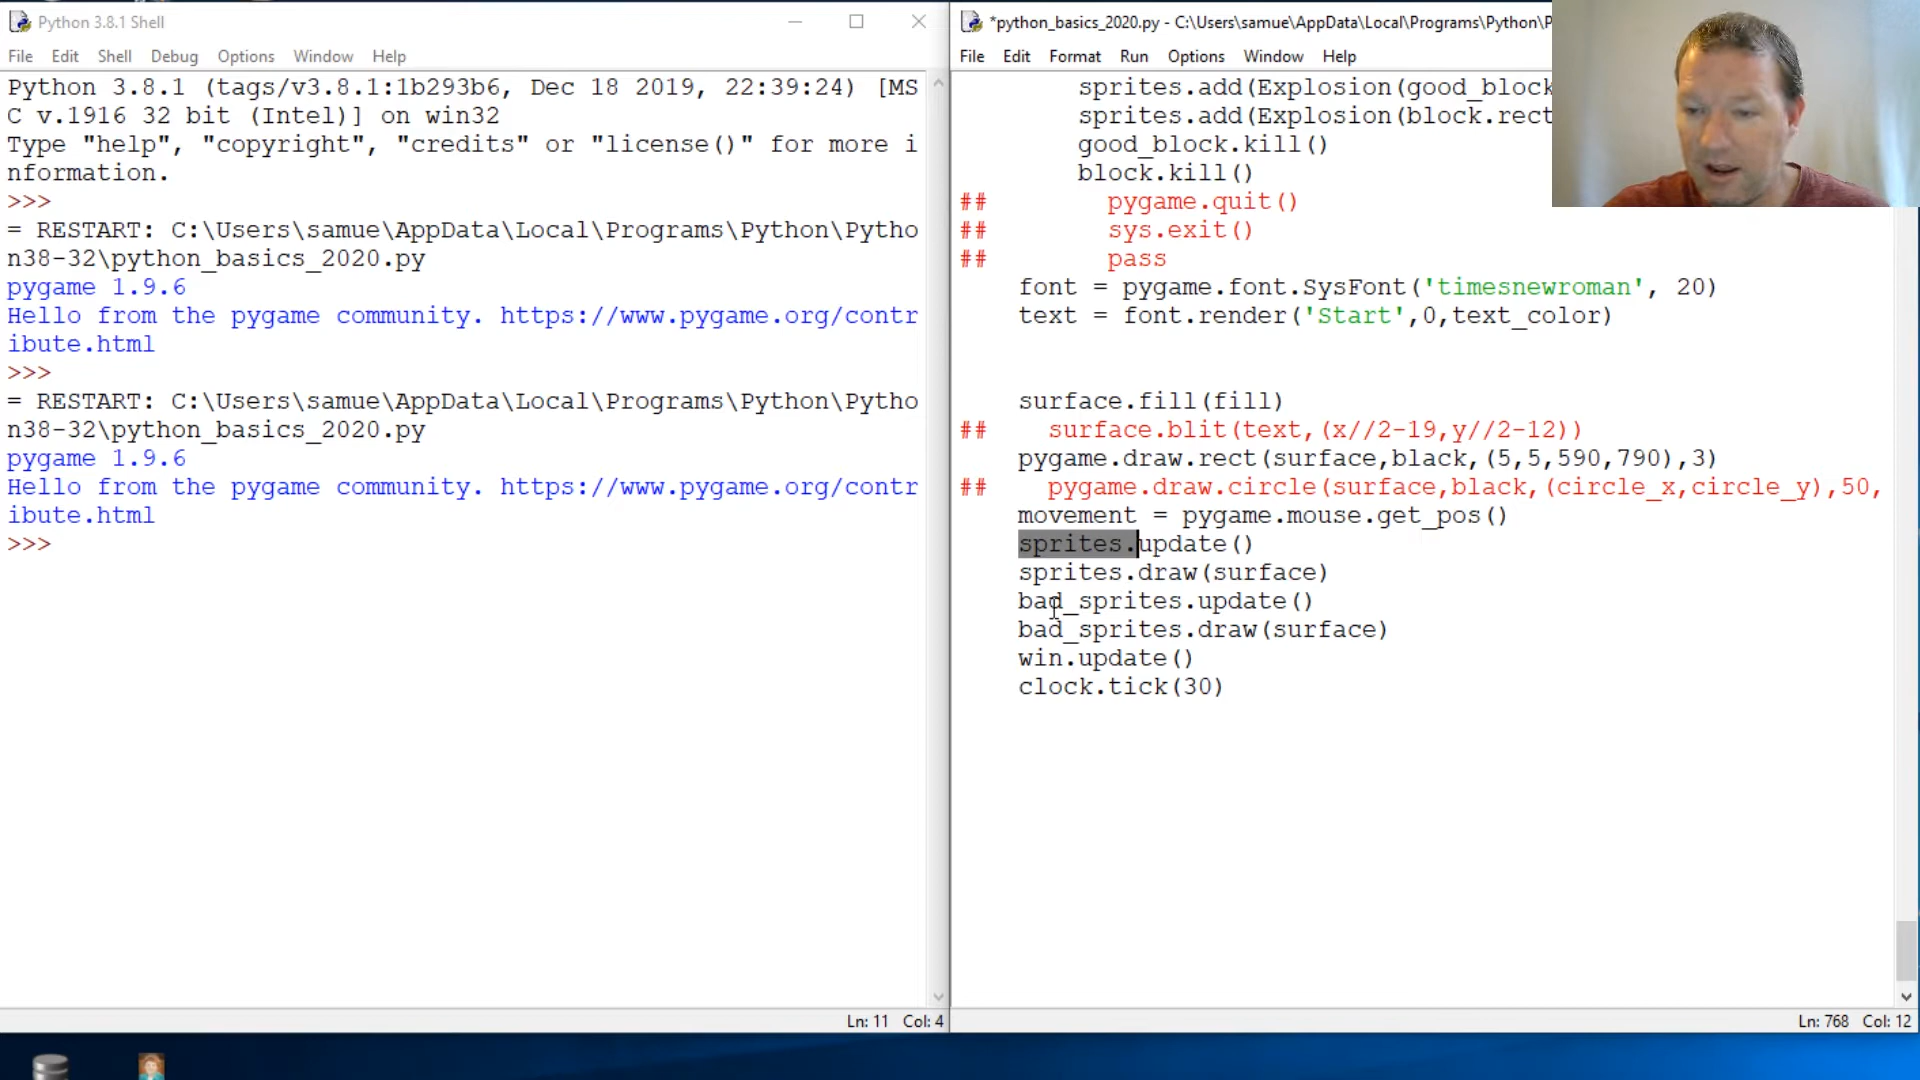 Python 3.8.1 Shell
File Edit Shell Debug Options Window Help
Python 3.8.1 (tags/v3.8.1:1b293b6, Dec 18 2019, 22:39:24) [MS
C v.1916 32 bit (Intel)] on win32
Type "help", "copyright", "credits" or "license()" for more i
nformation.
>>>
= RESTART: C:\Users\samue\AppData\Local\Programs\Python\Pytho
n38-32\python_basics_2020.py
pygame 1.9.6
Hello from the pygame community. https://www.pygame.org/contr
ibute.html
>>>
= RESTART: C:\Users\samue\AppData\Local\Programs\Python\Pytho
n38-32\python_basics_2020.py
pygame 1.9.6
Hello from the pygame community. https://www.pygame.org/contr
ibute.html
>>>
Ln: 11 Col: 4
*python_basics_2020.py - C:\Users\samue\AppData\Local\Programs\Python\P
File Edit Format Run Options Window Help
sprites.add(Explosion(good_block
sprites.add(Explosion(block.rect
good_block.kill()
block.kill()
## pygame.quit()
## sys.exit()
## pass
font = pygame.font.SysFont('timesnewroman', 20)
text = font.render('Start',0,text_color)
surface.fill(fill)
## surface.blit(text,(x//2-19,y//2-12))
pygame.draw.rect(surface,black,(5,5,590,790),3)
## pygame.draw.circle(surface,black,(circle_x,circle_y),50,
movement = pygame.mouse.get_pos()
sprites.update()
sprites.draw(surface)
bad_sprites.update()
bad_sprites.draw(surface)
win.update()
clock.tick(30)
Ln: 768 Col: 12